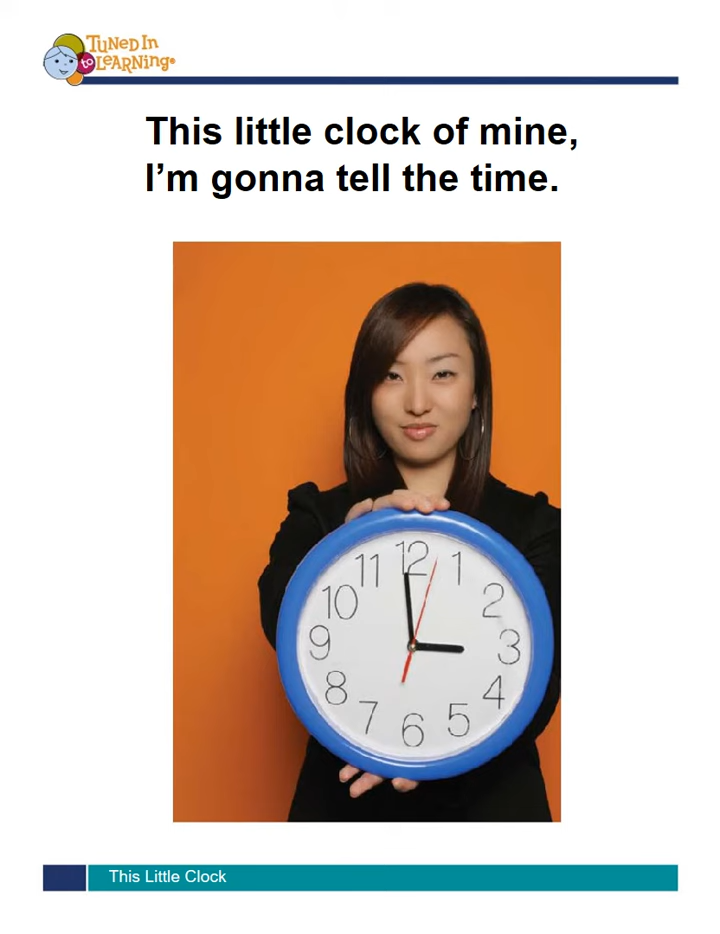 TUNED IN
to LEARNING®
This little clock of mine,
I'm gonna tell the time.
12
11
1
10
2
9
3
8
4
7
5
6
This Little Clock